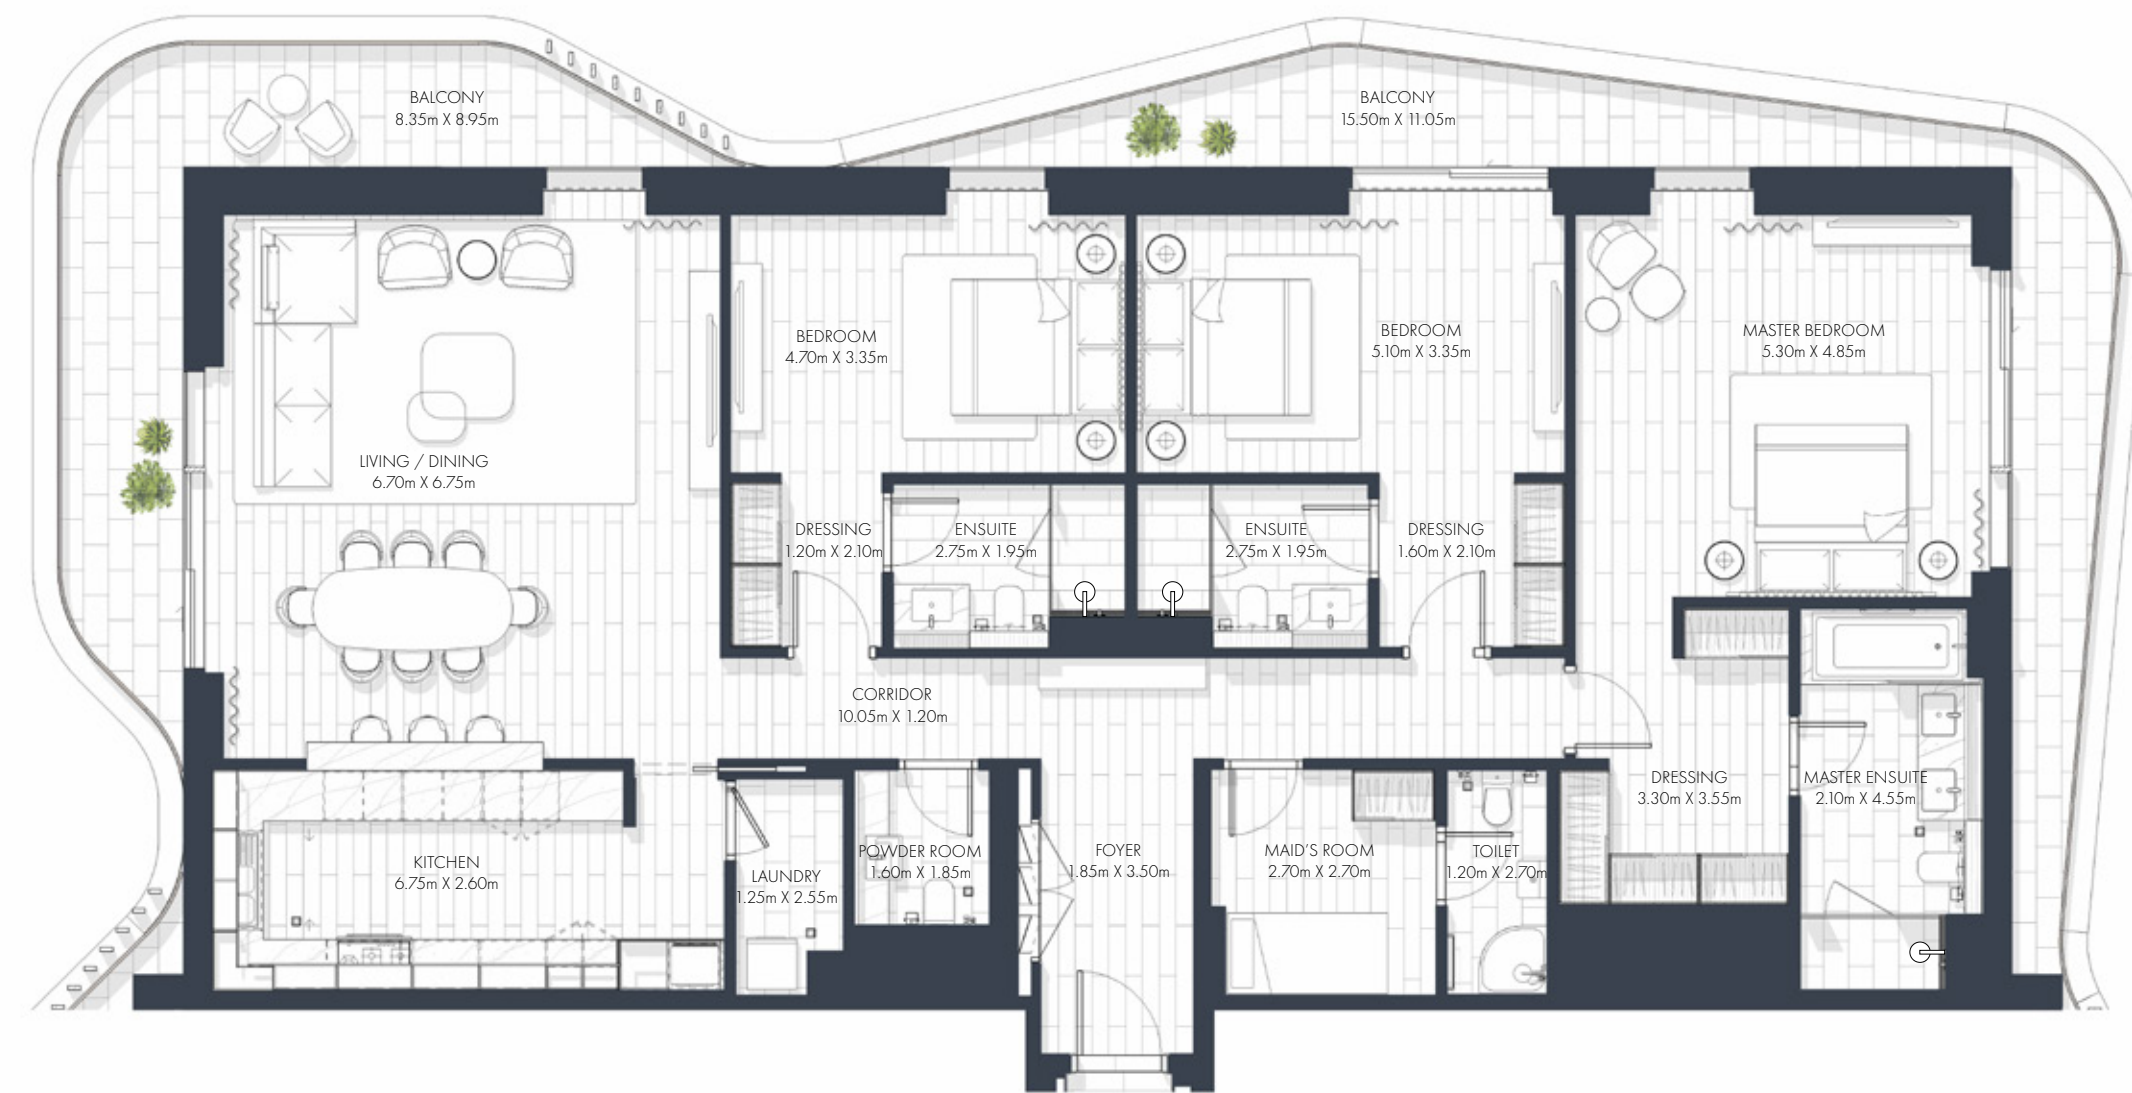 BALCONY
8.35m X 8.95m
BALCONY
15.50m X 11.05m
BEDROOM
4.70m X 3.35m
BEDROOM
5.10m X 3.35m
MASTER BEDROOM
5.30m X 4.85m
LIVING / DINING
6.70m X 6.75m
DRESSING
1.20m X 2.10m
ENSUITE
2.75m X 1.95m
ENSUITE
2.75m X 1.95m
DRESSING
1.60m X 2.10m
CORRIDOR
10.05m X 1.20m
DRESSING
3.30m X 3.55m
MASTER ENSUITE
2.10m X 4.55m
KITCHEN
6.75m X 2.60m
LAUNDRY
1.25m X 2.55m
POWDER ROOM
1.60m X 1.85m
FOYER
1.85m X 3.50m
MAID'S ROOM
2.70m X 2.70m
TOILET
1.20m X 2.70m